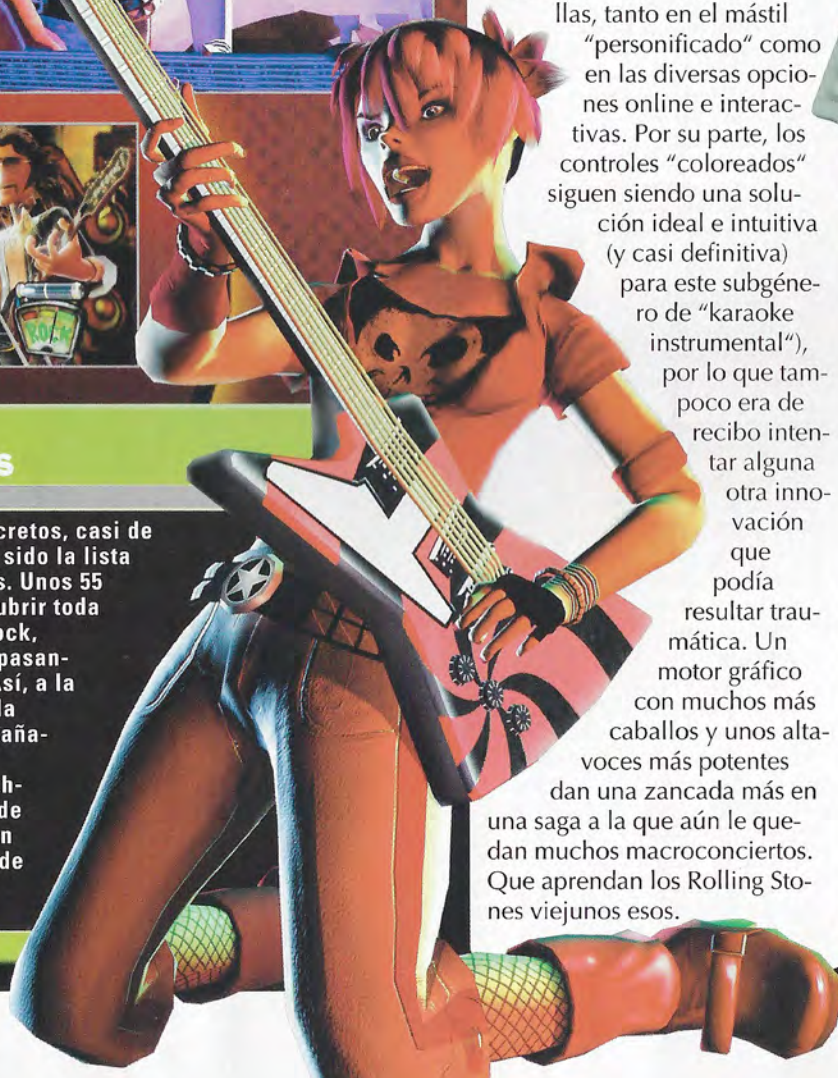 llas, tanto en el mástil
"personificado" como
en las diversas opcio-
nes online e interac-
tivas. Por su parte, los
controles "coloreados"
siguen siendo una solu-
ción ideal e intuitiva
(y casi definitiva)
para este subgéne-
ro de "karaoke
instrumental"),
por lo que tam-
poco era de
recibo inten-
tar alguna
otra inno-
vación
que
podía
resultar trau-
mática. Un
motor gráfico
con muchos más
caballos y unos alta-
voces más potentes
dan una zancada más en
una saga a la que aún le que-
dan muchos macroconciertos.
Que aprendan los Rolling Sto-
nes viejunos esos.
ROCK
s
cretos, casi de
sido la lista
s. Unos 55
ubrir toda
ock,
pasan-
sí, a la
la
aña-
h-
de
n
de